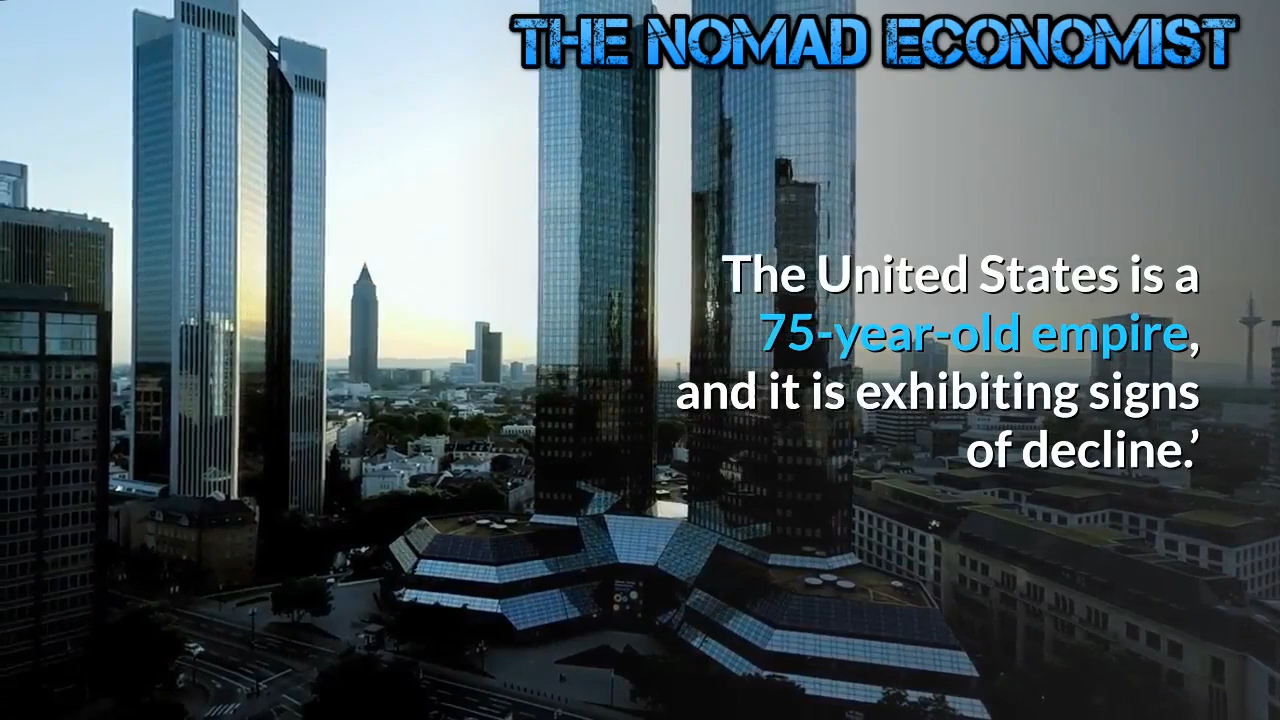 THE NOMAD ECONOMIST
The United States is a
75-year-old empire,
and it is exhibiting signs
of decline.’